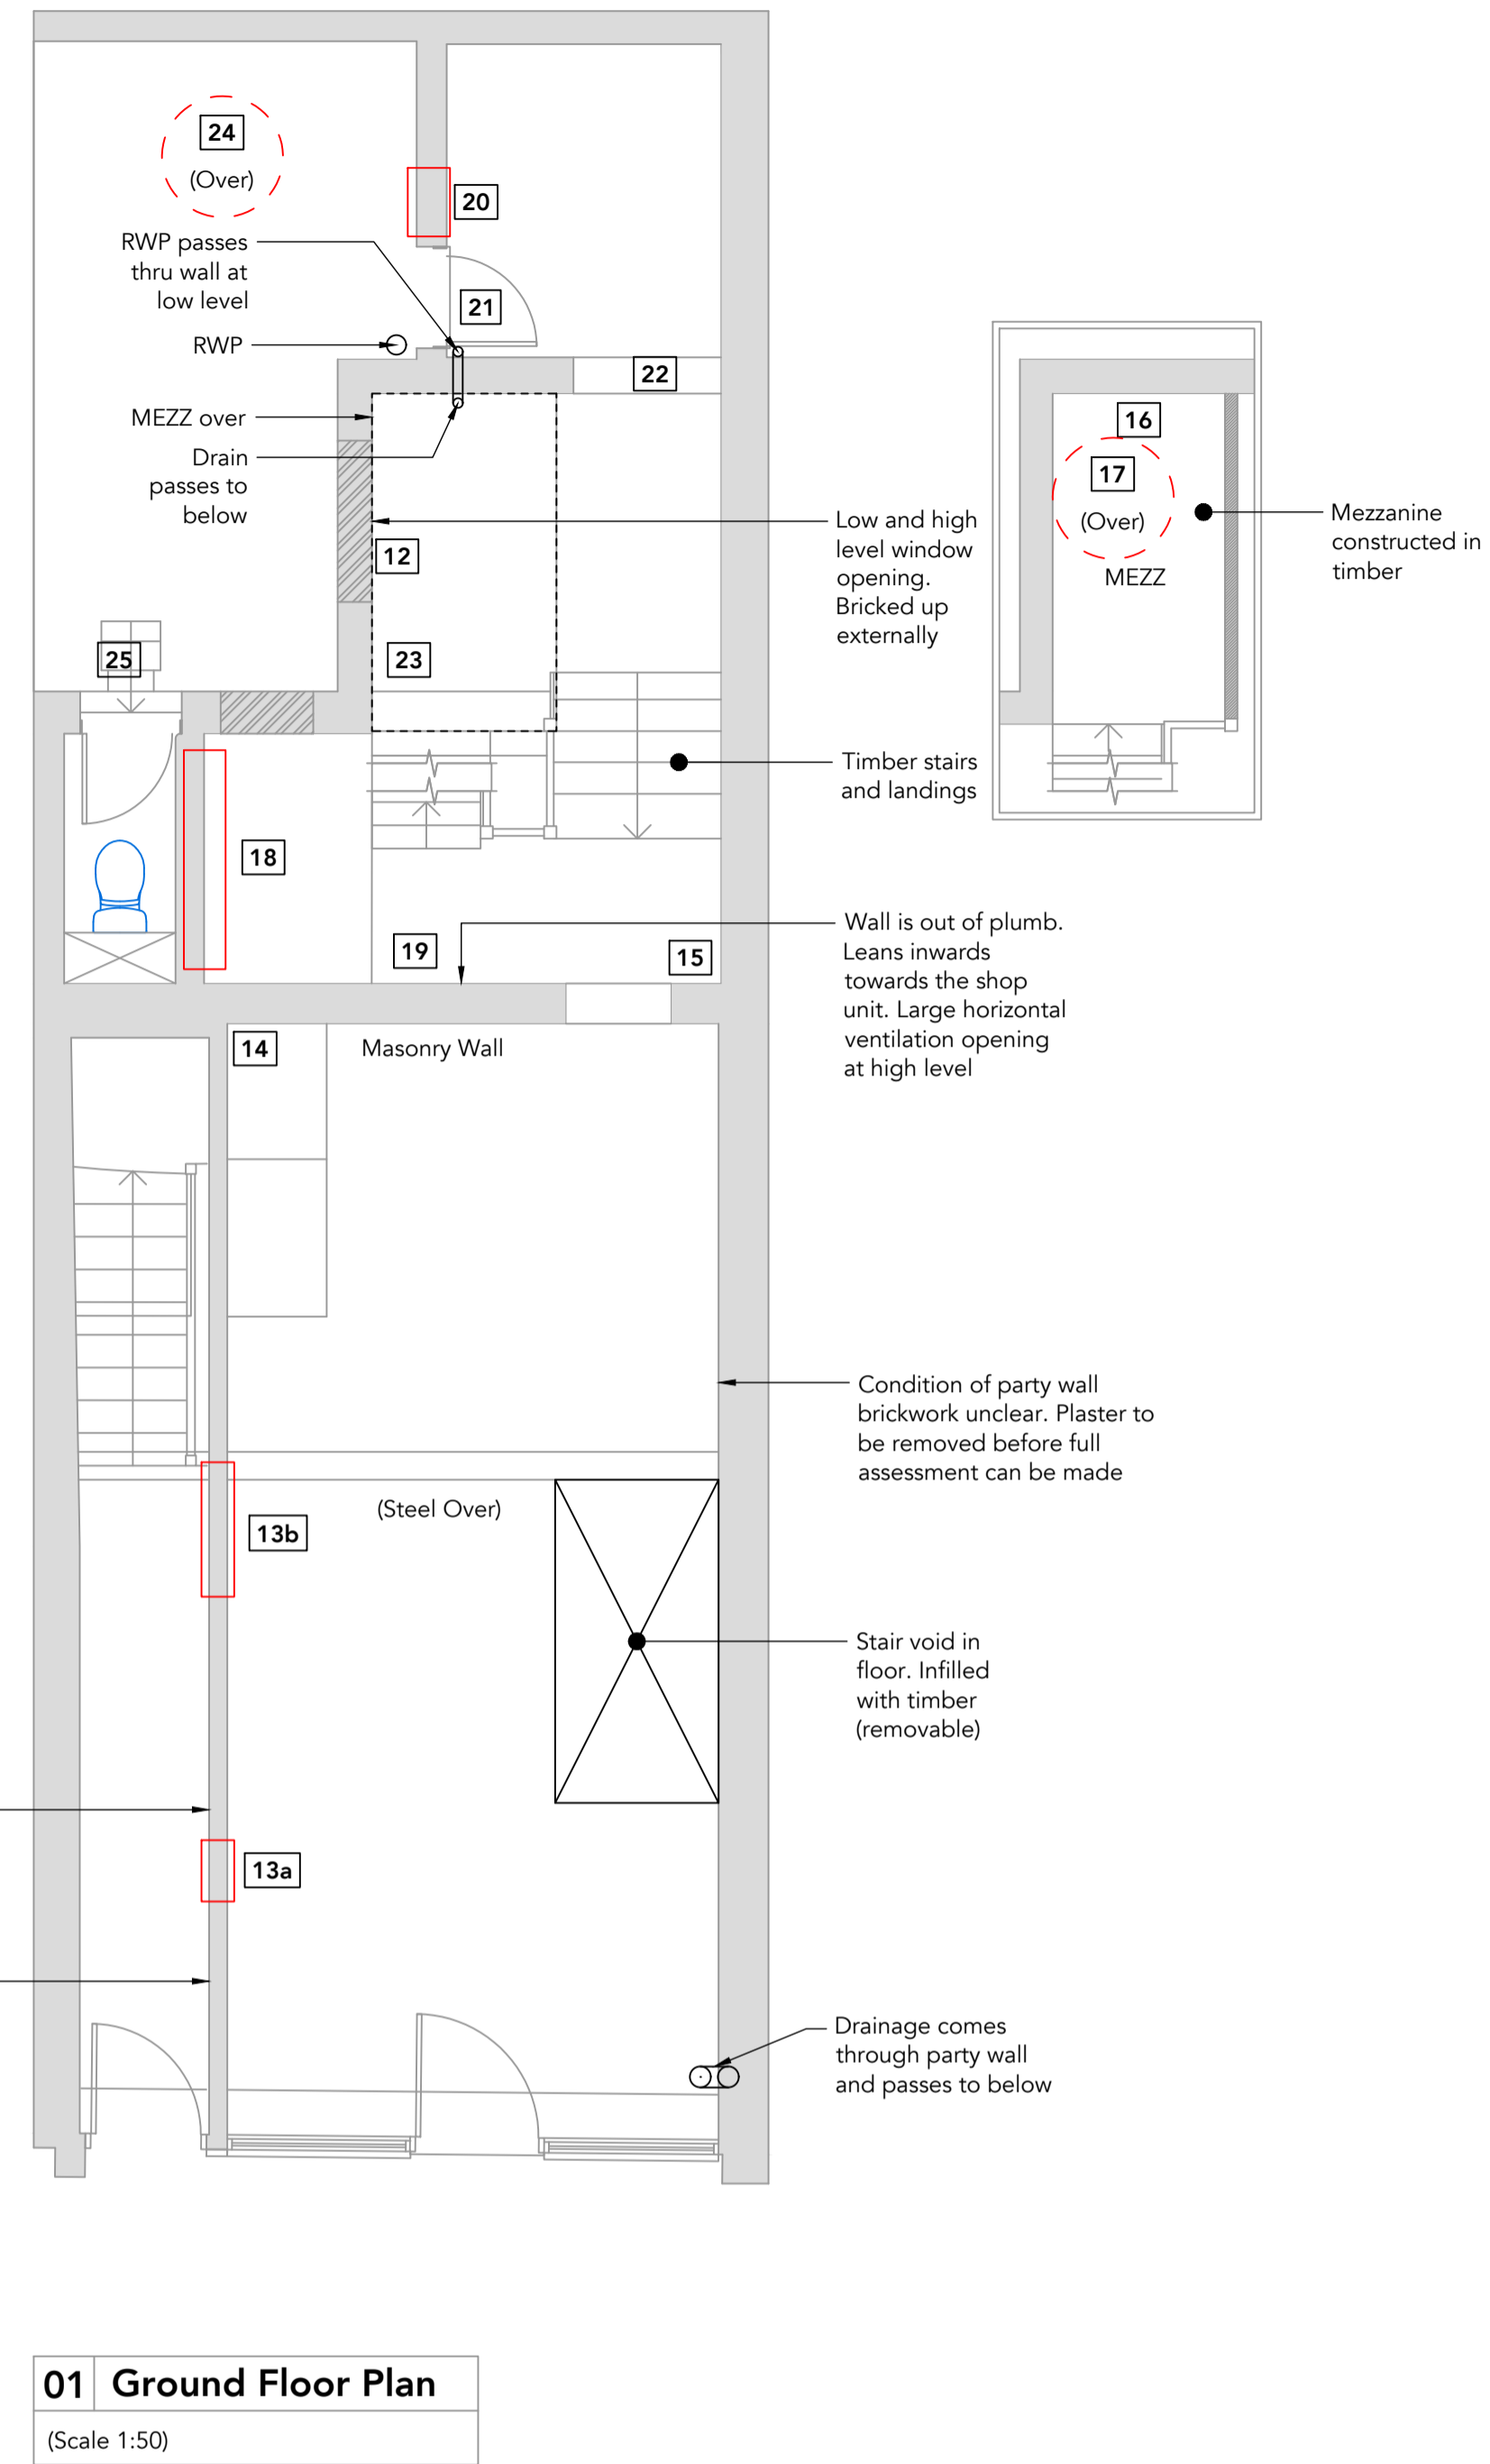 24
(Over)
20
RWP passes
thru wall at
low level
21
RWP
22
MEZZ over
Drain
passes to
below
12
Low and high
level window
opening.
Bricked up
externally
16
17
(Over)
MEZZ
Mezzanine
constructed in
timber
25
23
Timber stairs
and landings
18
19
15
Wall is out of plumb.
Leans inwards
towards the shop
unit. Large horizontal
ventilation opening
at high level
14
Masonry Wall
Condition of party wall
brickwork unclear. Plaster to
be removed before full
assessment can be made
(Steel Over)
13b
Stair void in
floor. Infilled
with timber
(removable)
13a
Drainage comes
through party wall
and passes to below
01 Ground Floor Plan
(Scale 1:50)